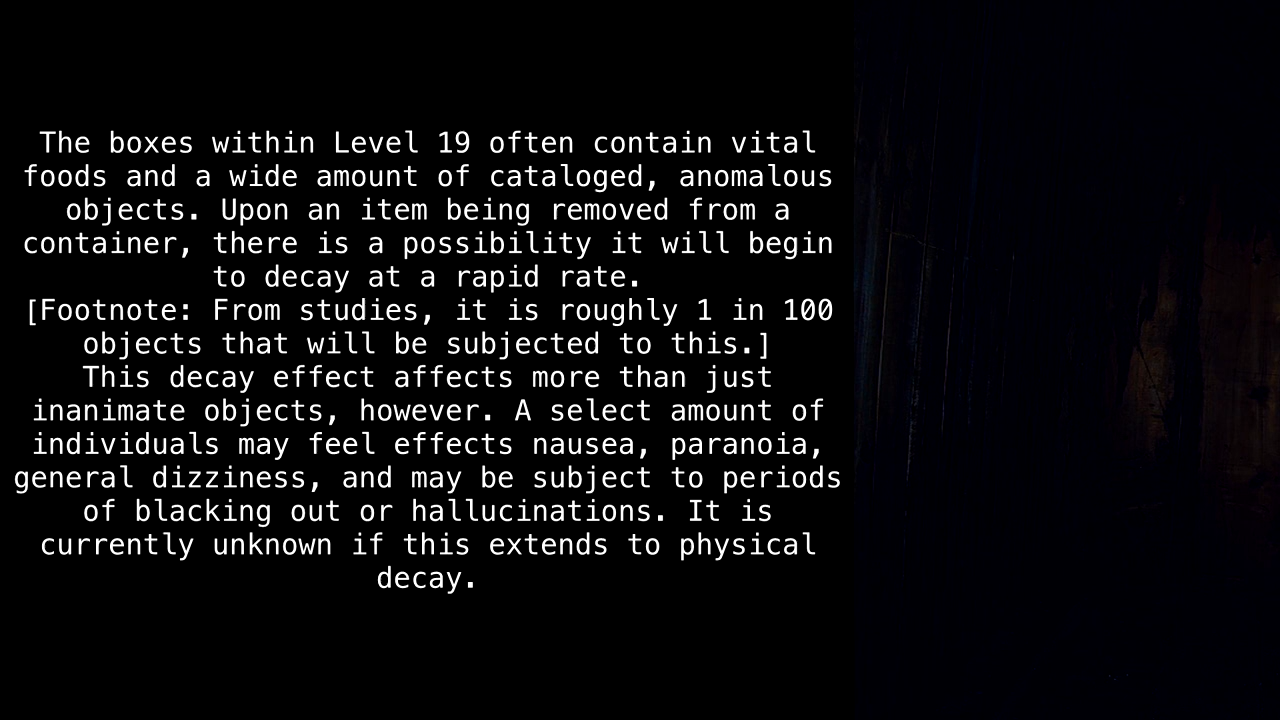 The boxes within Level 19 often contain vital
foods and a wide amount of cataloged, anomalous
objects. Upon an item being removed from a
container, there is a possibility it will begin
to decay at a rapid rate.
[Footnote: From studies, it is roughly 1 in 100
objects that will be subjected to this.]
This decay effect affects more than just
inanimate objects, however. A select amount of
individuals may feel effects nausea, paranoia,
general dizziness, and may be subject to periods
of blacking out or hallucinations. It is
currently unknown if this extends to physical
decay.